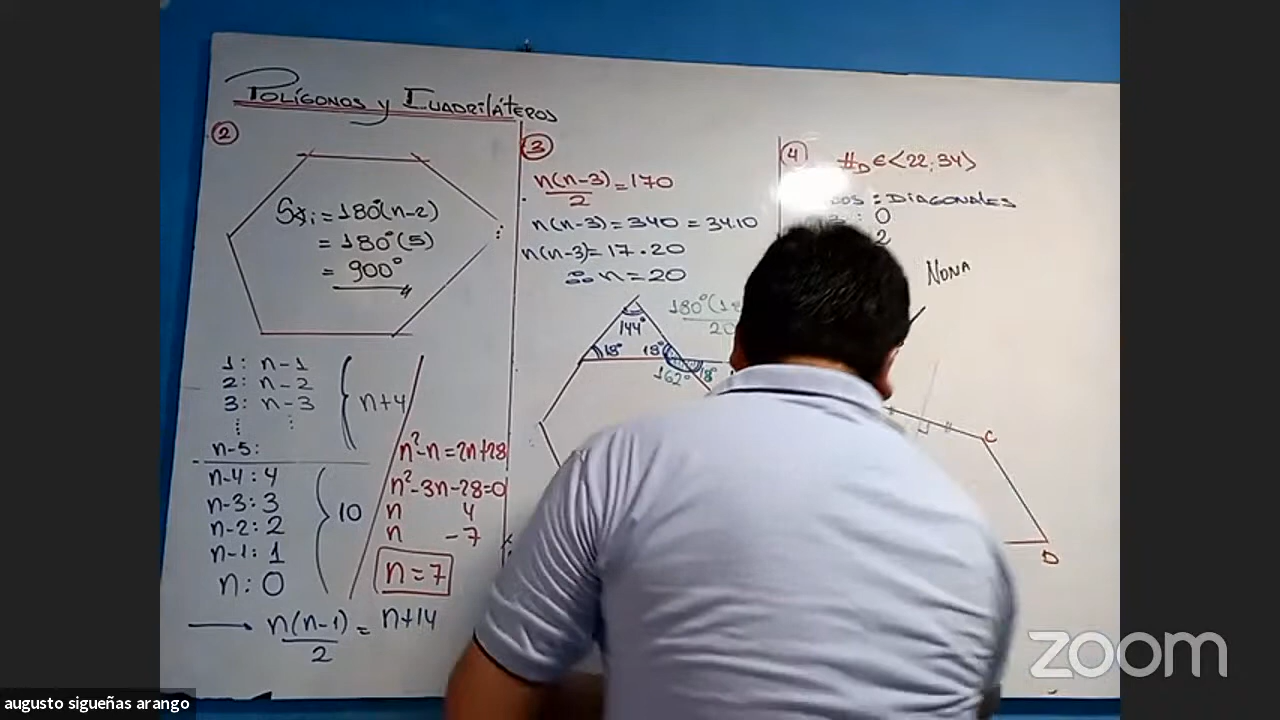 Polígonos y Cuadriláteros
2
S∢i = 180°(n-2)
= 180°(5)
= 900°
1: n-1
2: n-2
3: n-3
n-5:
n+4
n-4: 4
n-3: 3
n-2: 2
n-1: 1
n: 0
10
n(n-1)/2 = n+14
n²-n=2n+28
n²-3n-28=0
n 4
n -7
n=7
3
n(n-3)/2 = 170
n(n-3)= 340 = 34.10
n(n-3)= 17.20
∴ n=20
180°(18
20
144°
18° 18°
162° 18°
4
#D ∈ <22;34>
: DIAGONALES
: 0
2
NONA
C
D
zoom
augusto sigueñas arango